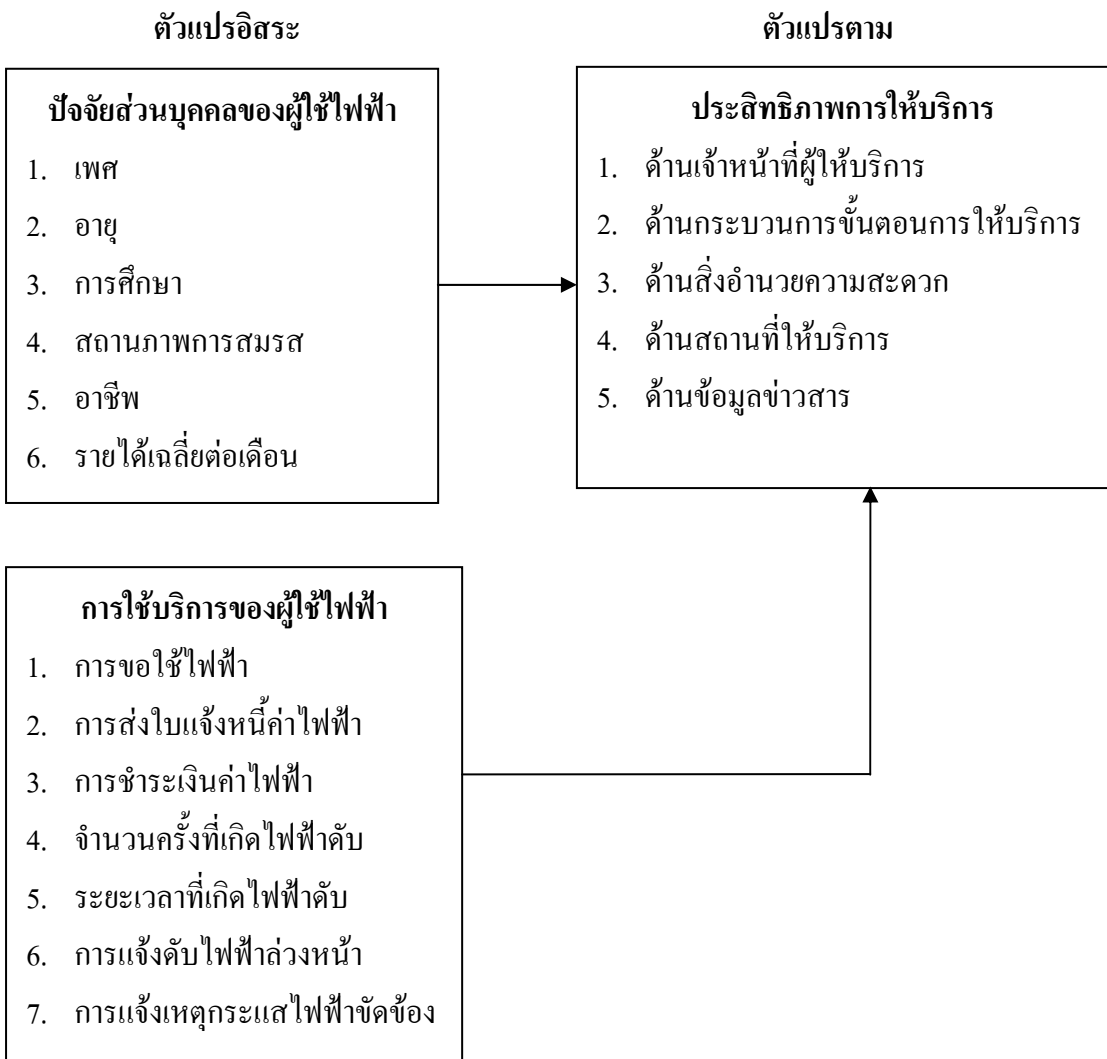 ตัวแปรอิสระ
ตัวแปรตาม
ปัจจัยส่วนบุคคลของผู้ใช้ไฟฟ้า
1. เพศ
2. อายุ
3. การศึกษา
4. สถานภาพการสมรส
5. อาชีพ
6. รายได้เฉลี่ยต่อเดือน
ประสิทธิภาพการให้บริการ
1. ด้านเจ้าหน้าที่ผู้ให้บริการ
2. ด้านกระบวนการขั้นตอนการให้บริการ
3. ด้านสิ่งอำนวยความสะดวก
4. ด้านสถานที่ให้บริการ
5. ด้านข้อมูลข่าวสาร
การใช้บริการของผู้ใช้ไฟฟ้า
1. การขอใช้ไฟฟ้า
2. การส่งใบแจ้งหนี้ค่าไฟฟ้า
3. การชำระเงินค่าไฟฟ้า
4. จำนวนครั้งที่เกิดไฟฟ้าดับ
5. ระยะเวลาที่เกิดไฟฟ้าดับ
6. การแจ้งดับไฟฟ้าล่วงหน้า
7. การแจ้งเหตุกระแสไฟฟ้าขัดข้อง